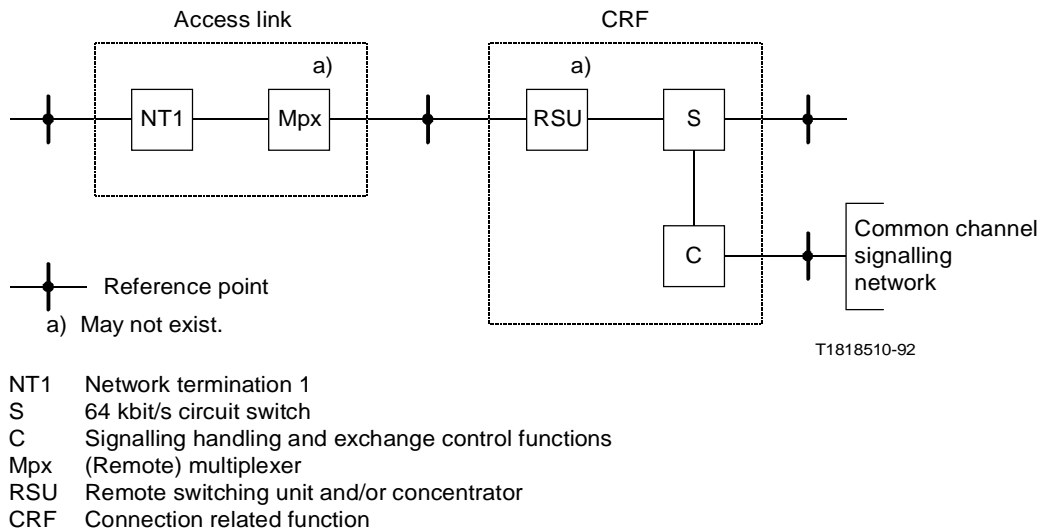 Access link
CRF
a)
a)
NT1
Mpx
RSU
S
C
Common channel
signalling
network
Reference point
a) May not exist.
T1818510-92
NT1 Network termination 1
S 64 kbit/s circuit switch
C Signalling handling and exchange control functions
Mpx (Remote) multiplexer
RSU Remote switching unit and/or concentrator
CRF Connection related function